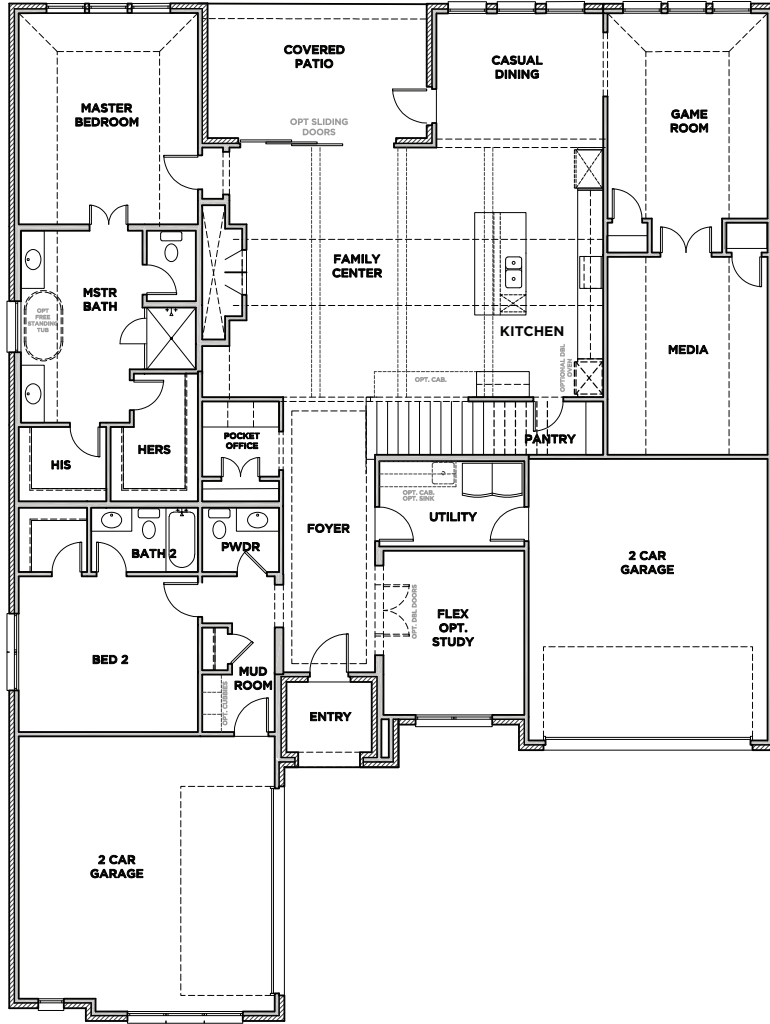 COVERED
PATIO
CASUAL
DINING
MASTER
BEDROOM
GAME
ROOM
OPT SLIDING
DOORS
FAMILY
CENTER
MSTR
BATH
OPT
FREE
STANDING
TUB
KITCHEN
MEDIA
OPTIONAL DBL
OVEN
OPT. CAB.
POCKET
OFFICE
PANTRY
HIS
HERS
OPT. CAB.
OPT. SINK
UTILITY
FOYER
BATH 2
PWDR
2 CAR
GARAGE
OPT. DBL DOORS
FLEX
OPT.
STUDY
BED 2
MUD
ROOM
OPT. CUBBIES
ENTRY
2 CAR
GARAGE